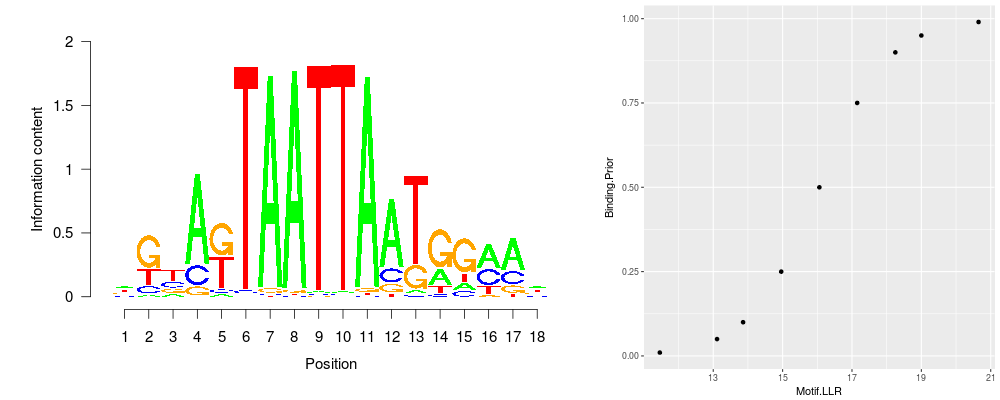 2
1.5
1
0.5
0
Information content
1 2 3 4 5 6 7 8 9 10 11 12 13 14 15 16 17 18
Position
G
T
C
T
C
A
C
G
G
T
T
A
A
T
T
A
A
C
G
T
G
G
A
T
G
T
A
A
C
T
A
C
G
1.00
0.75
0.50
0.25
0.00
Binding.Prior
13 15 17 19 21
Motif.LLR